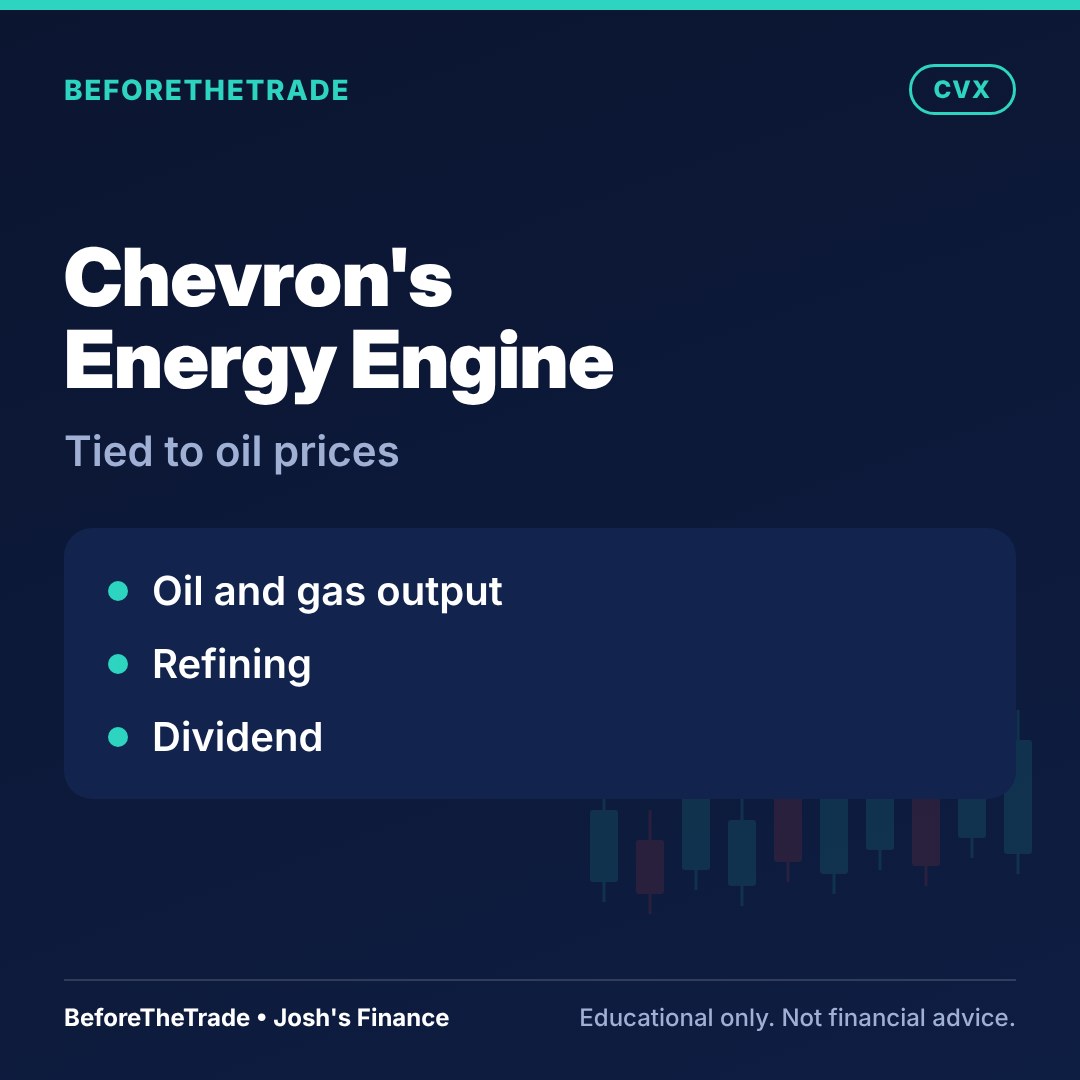 BEFORETHETRADE
CVX
Chevron's
Energy Engine
Tied to oil prices
Oil and gas output
Refining
Dividend
BeforeTheTrade • Josh's Finance
Educational only. Not financial advice.